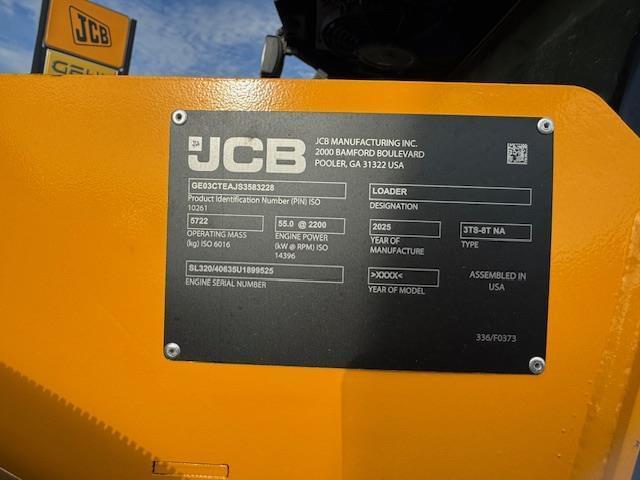 JCB
GEHL
JCB
JCB MANUFACTURING INC.
2000 BAMFORD BOULEVARD
POOLER, GA 31322 USA
GE03CTEAJS3583228
Product Identification Number (PIN) ISO
10261
LOADER
DESIGNATION
5722
OPERATING MASS
(kg) ISO 6016
55.0 @ 2200
ENGINE POWER
(kW @ RPM) ISO
14396
2025
YEAR OF
MANUFACTURE
3TS-8T NA
TYPE
SL320/40635U1899525
ENGINE SERIAL NUMBER
>XXXX<
YEAR OF MODEL
ASSEMBLED IN
USA
336/F0373